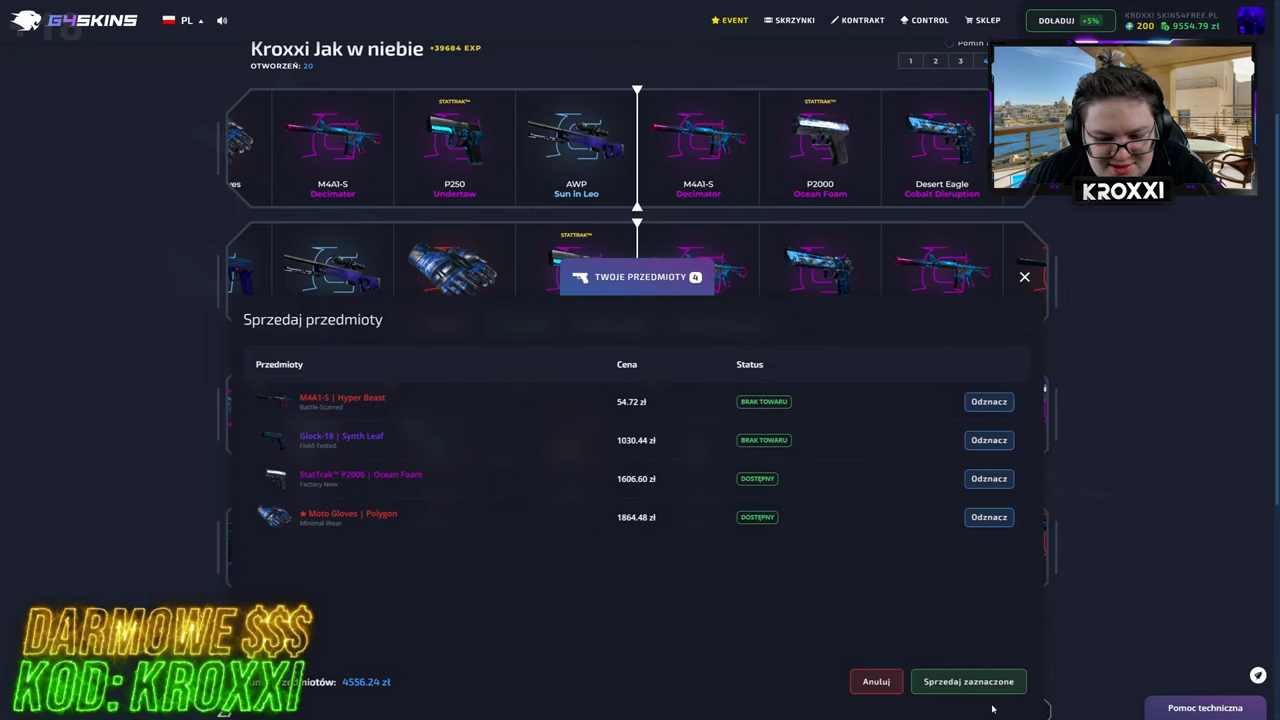 G4SKINS
PL
EVENT
SKRZYNKI
KONTRAKT
CONTROL
SKLEP
DOŁADUJ +5%
KROXXI SKINS4FREE.PL
200 9554.79 zł
Kroxxi Jak w niebie +39684 EXP
OTWORZEŃ: 20
Pomiń
1 2 3 4
M4A1-S
Decimator
STATTRAK™
P250
Undertow
AWP
Sun in Leo
M4A1-S
Decimator
STATTRAK™
P2000
Ocean Foam
Desert Eagle
Cobalt Disruption
KROXXI
STATTRAK™
TWOJE PRZEDMIOTY 4
Sprzedaj przedmioty
Przedmioty Cena Status
M4A1-S | Hyper Beast
Battle-Scarred
54.72 zł BRAK TOWARU Odznacz
Glock-18 | Synth Leaf
Field-Tested
1030.44 zł BRAK TOWARU Odznacz
StatTrak™ P2000 | Ocean Foam
Factory New
1606.60 zł DOSTĘPNY Odznacz
★ Moto Gloves | Polygon
Minimal Wear
1864.48 zł DOSTĘPNY Odznacz
DARMOWE $$$
KOD: KROXXI
4556.24 zł
Anuluj
Sprzedaj zaznaczone
Pomoc techniczna